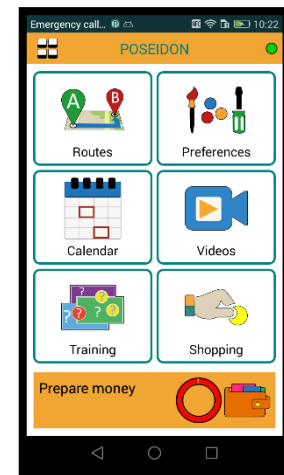 Emergency call... 10:22
POSEIDON
A B
Routes Preferences
Calendar Videos
? ? ? ? ?
Training Shopping
Prepare money